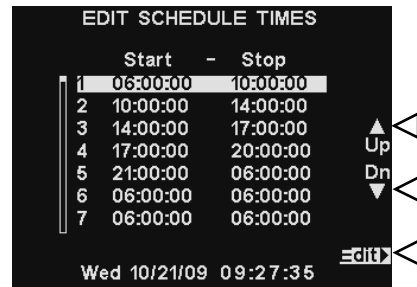 EDIT SCHEDULE TIMES
Start - Stop
1 06:00:00 10:00:00
2 10:00:00 14:00:00
3 14:00:00 17:00:00
4 17:00:00 20:00:00
5 21:00:00 06:00:00
6 06:00:00 06:00:00
7 06:00:00 06:00:00
Up
Dn
Edit
Wed 10/21/09 09:27:35